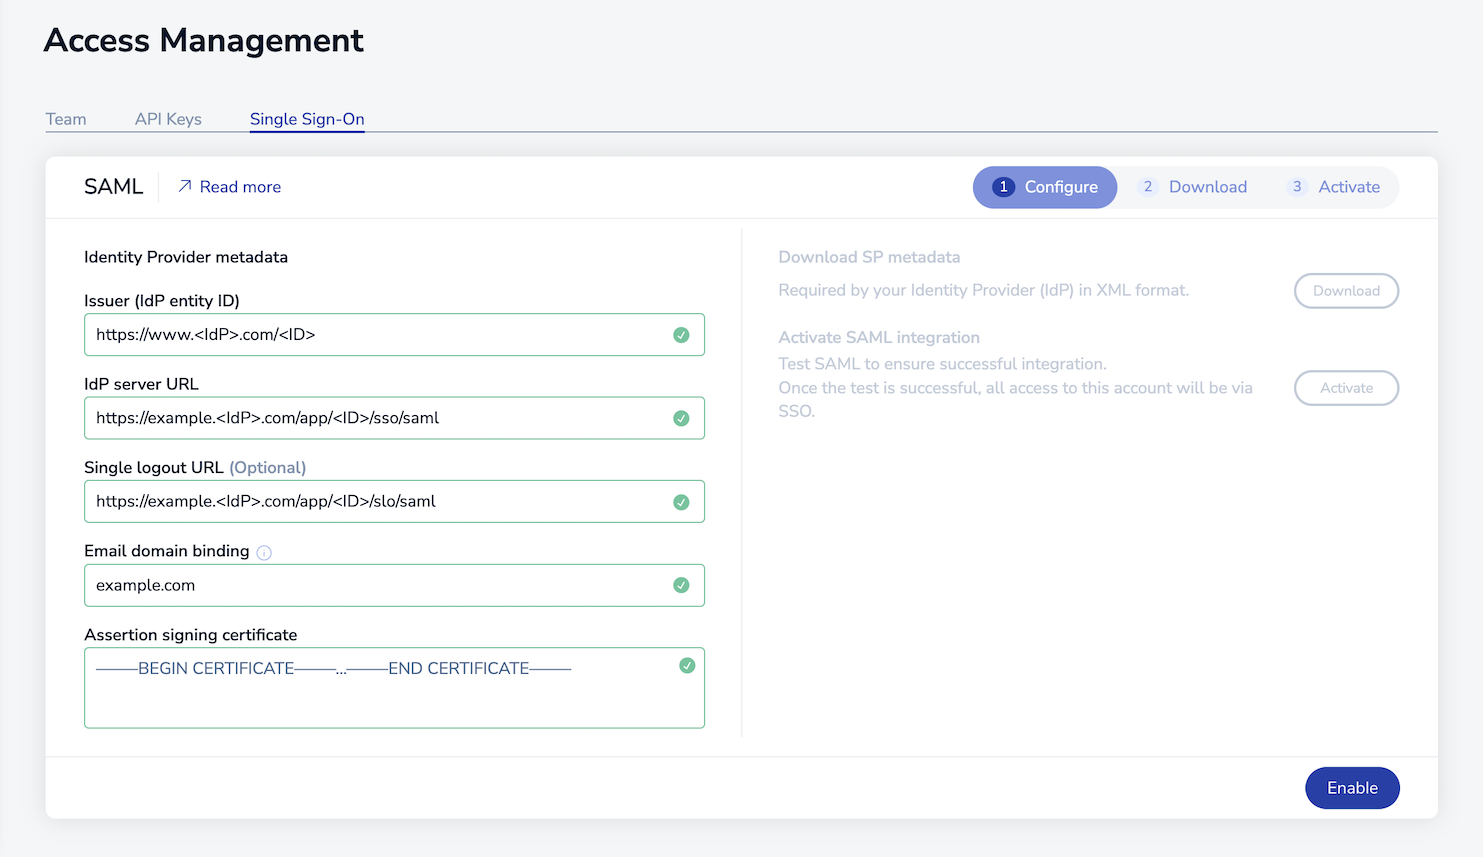 Access Management
Team API Keys Single Sign-On
SAML Read more 1 Configure 2 Download 3 Activate
Identity Provider metadata
Issuer (IdP entity ID)
https://www.<IdP>.com/<ID>
IdP server URL
https://example.<IdP>.com/app/<ID>/sso/saml
Single logout URL (Optional)
https://example.<IdP>.com/app/<ID>/slo/saml
Email domain binding
example.com
Assertion signing certificate
-----BEGIN CERTIFICATE-----...-----END CERTIFICATE-----
Download SP metadata
Required by your Identity Provider (IdP) in XML format.
Download
Activate SAML integration
Test SAML to ensure successful integration.
Once the test is successful, all access to this account will be via
SSO.
Activate
Enable